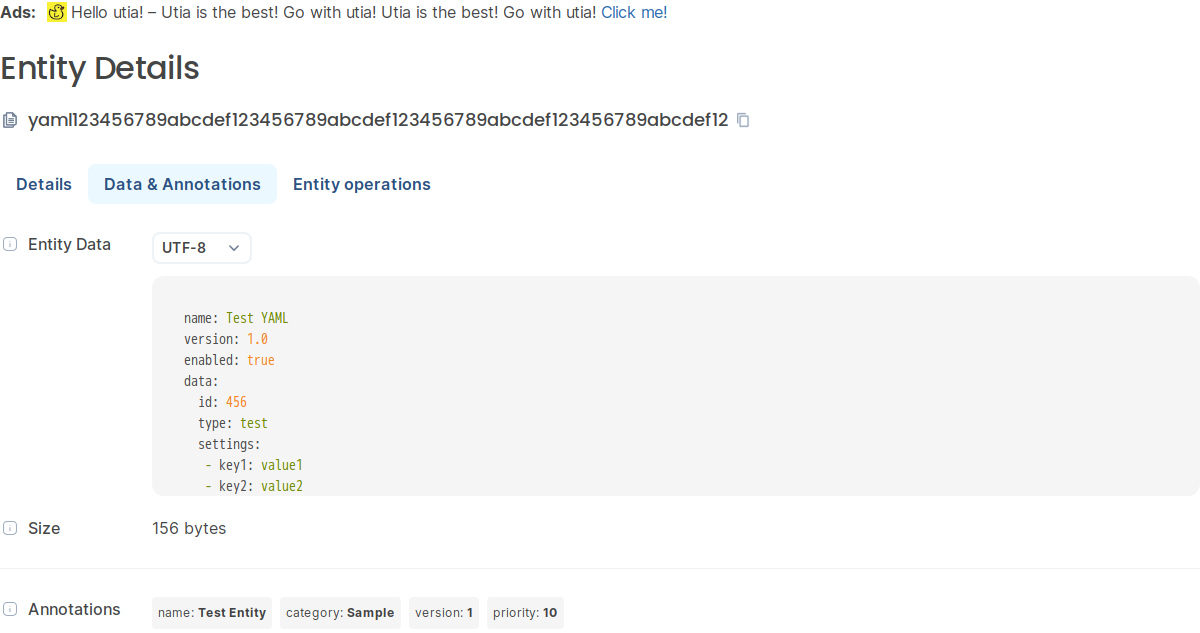 Ads: Hello utia! – Utia is the best! Go with utia! Utia is the best! Go with utia! Click me!
Entity Details
yaml123456789abcdef123456789abcdef123456789abcdef123456789abcdef12
Details Data & Annotations Entity operations
Entity Data UTF-8
name: Test YAML
version: 1.0
enabled: true
data:
  id: 456
  type: test
  settings:
   - key1: value1
   - key2: value2
Size 156 bytes
Annotations name: Test Entity category: Sample version: 1 priority: 10